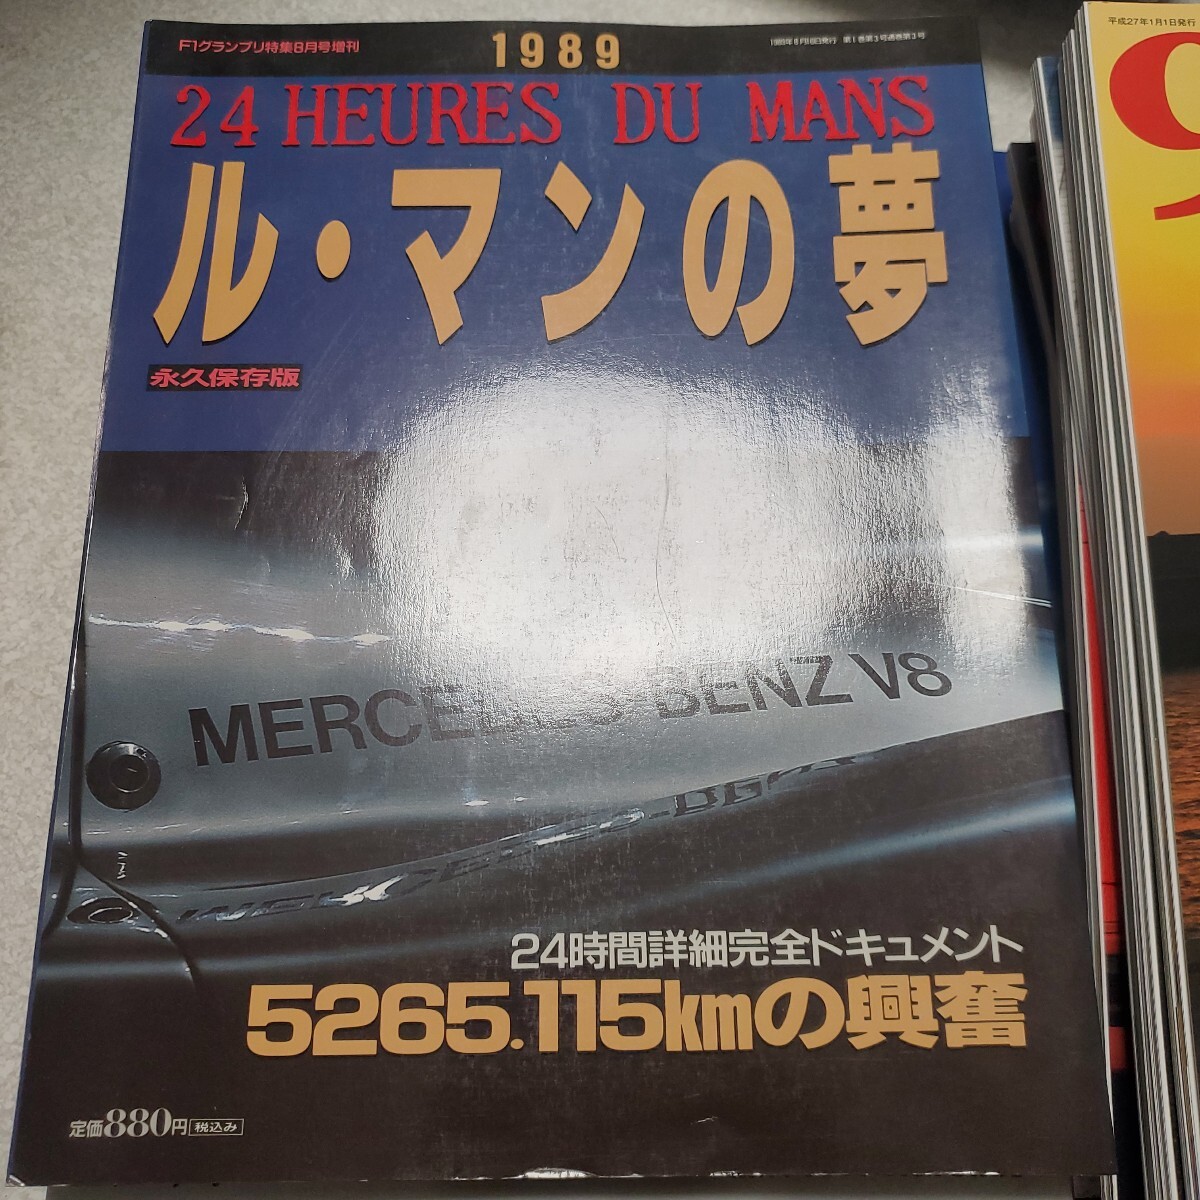 F1グランプリ特集8月号増刊
1989
24 HEURES DU MANS
ル・マンの夢
永久保存版
MERCEDES BENZ V8
24時間詳細完全ドキュメント
5265.115kmの興奮
定価880円 税込み
平成27年1月1日発行